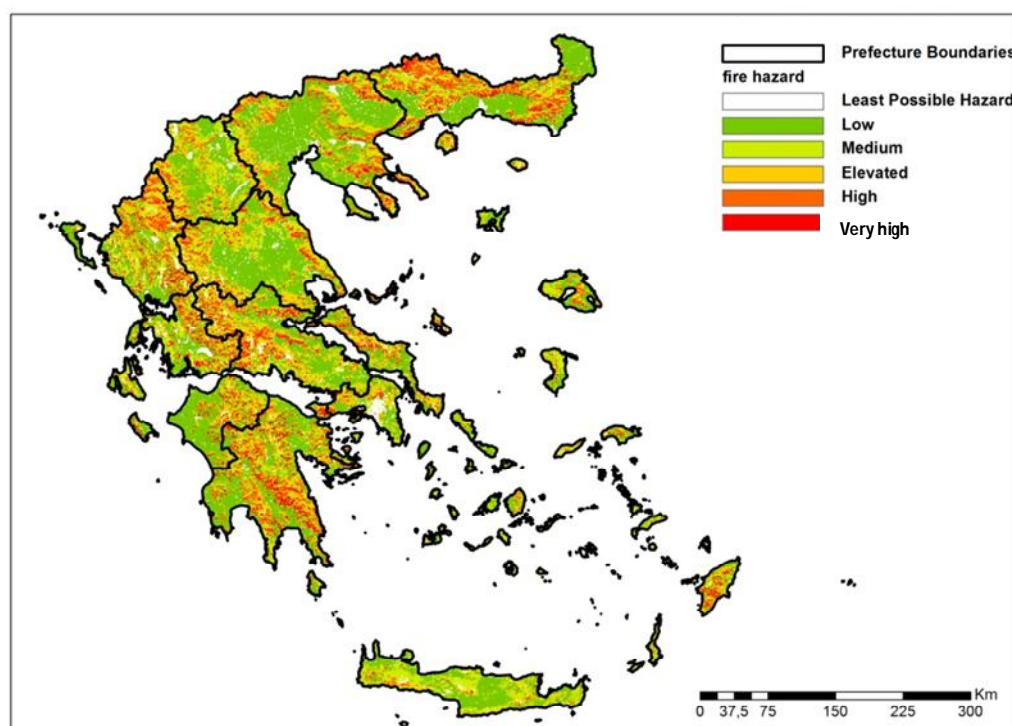 Prefecture Boundaries
fire hazard
Least Possible Hazard
Low
Medium
Elevated
High
Very high
Km
0 37,5 75 150 225 300